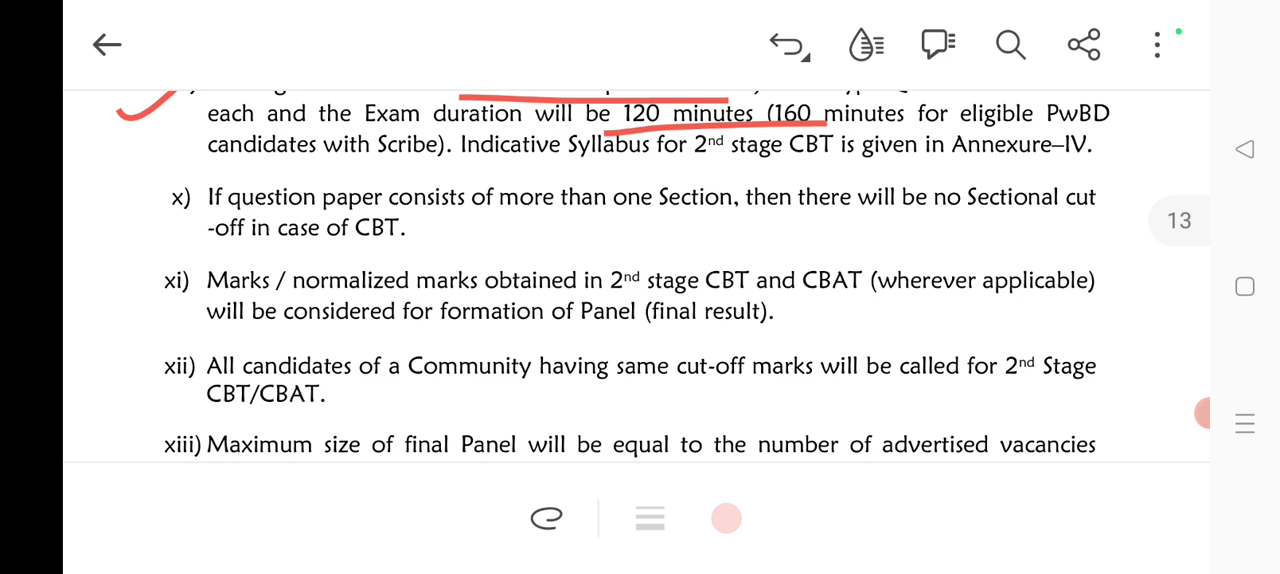 each and the Exam duration will be 120 minutes (160 minutes for eligible PwBD
candidates with Scribe). Indicative Syllabus for 2nd stage CBT is given in Annexure–IV.
x) If question paper consists of more than one Section, then there will be no Sectional cut
-off in case of CBT.
13
xi) Marks / normalized marks obtained in 2nd stage CBT and CBAT (wherever applicable)
will be considered for formation of Panel (final result).
xii) All candidates of a Community having same cut-off marks will be called for 2nd Stage
CBT/CBAT.
xiii) Maximum size of final Panel will be equal to the number of advertised vacancies